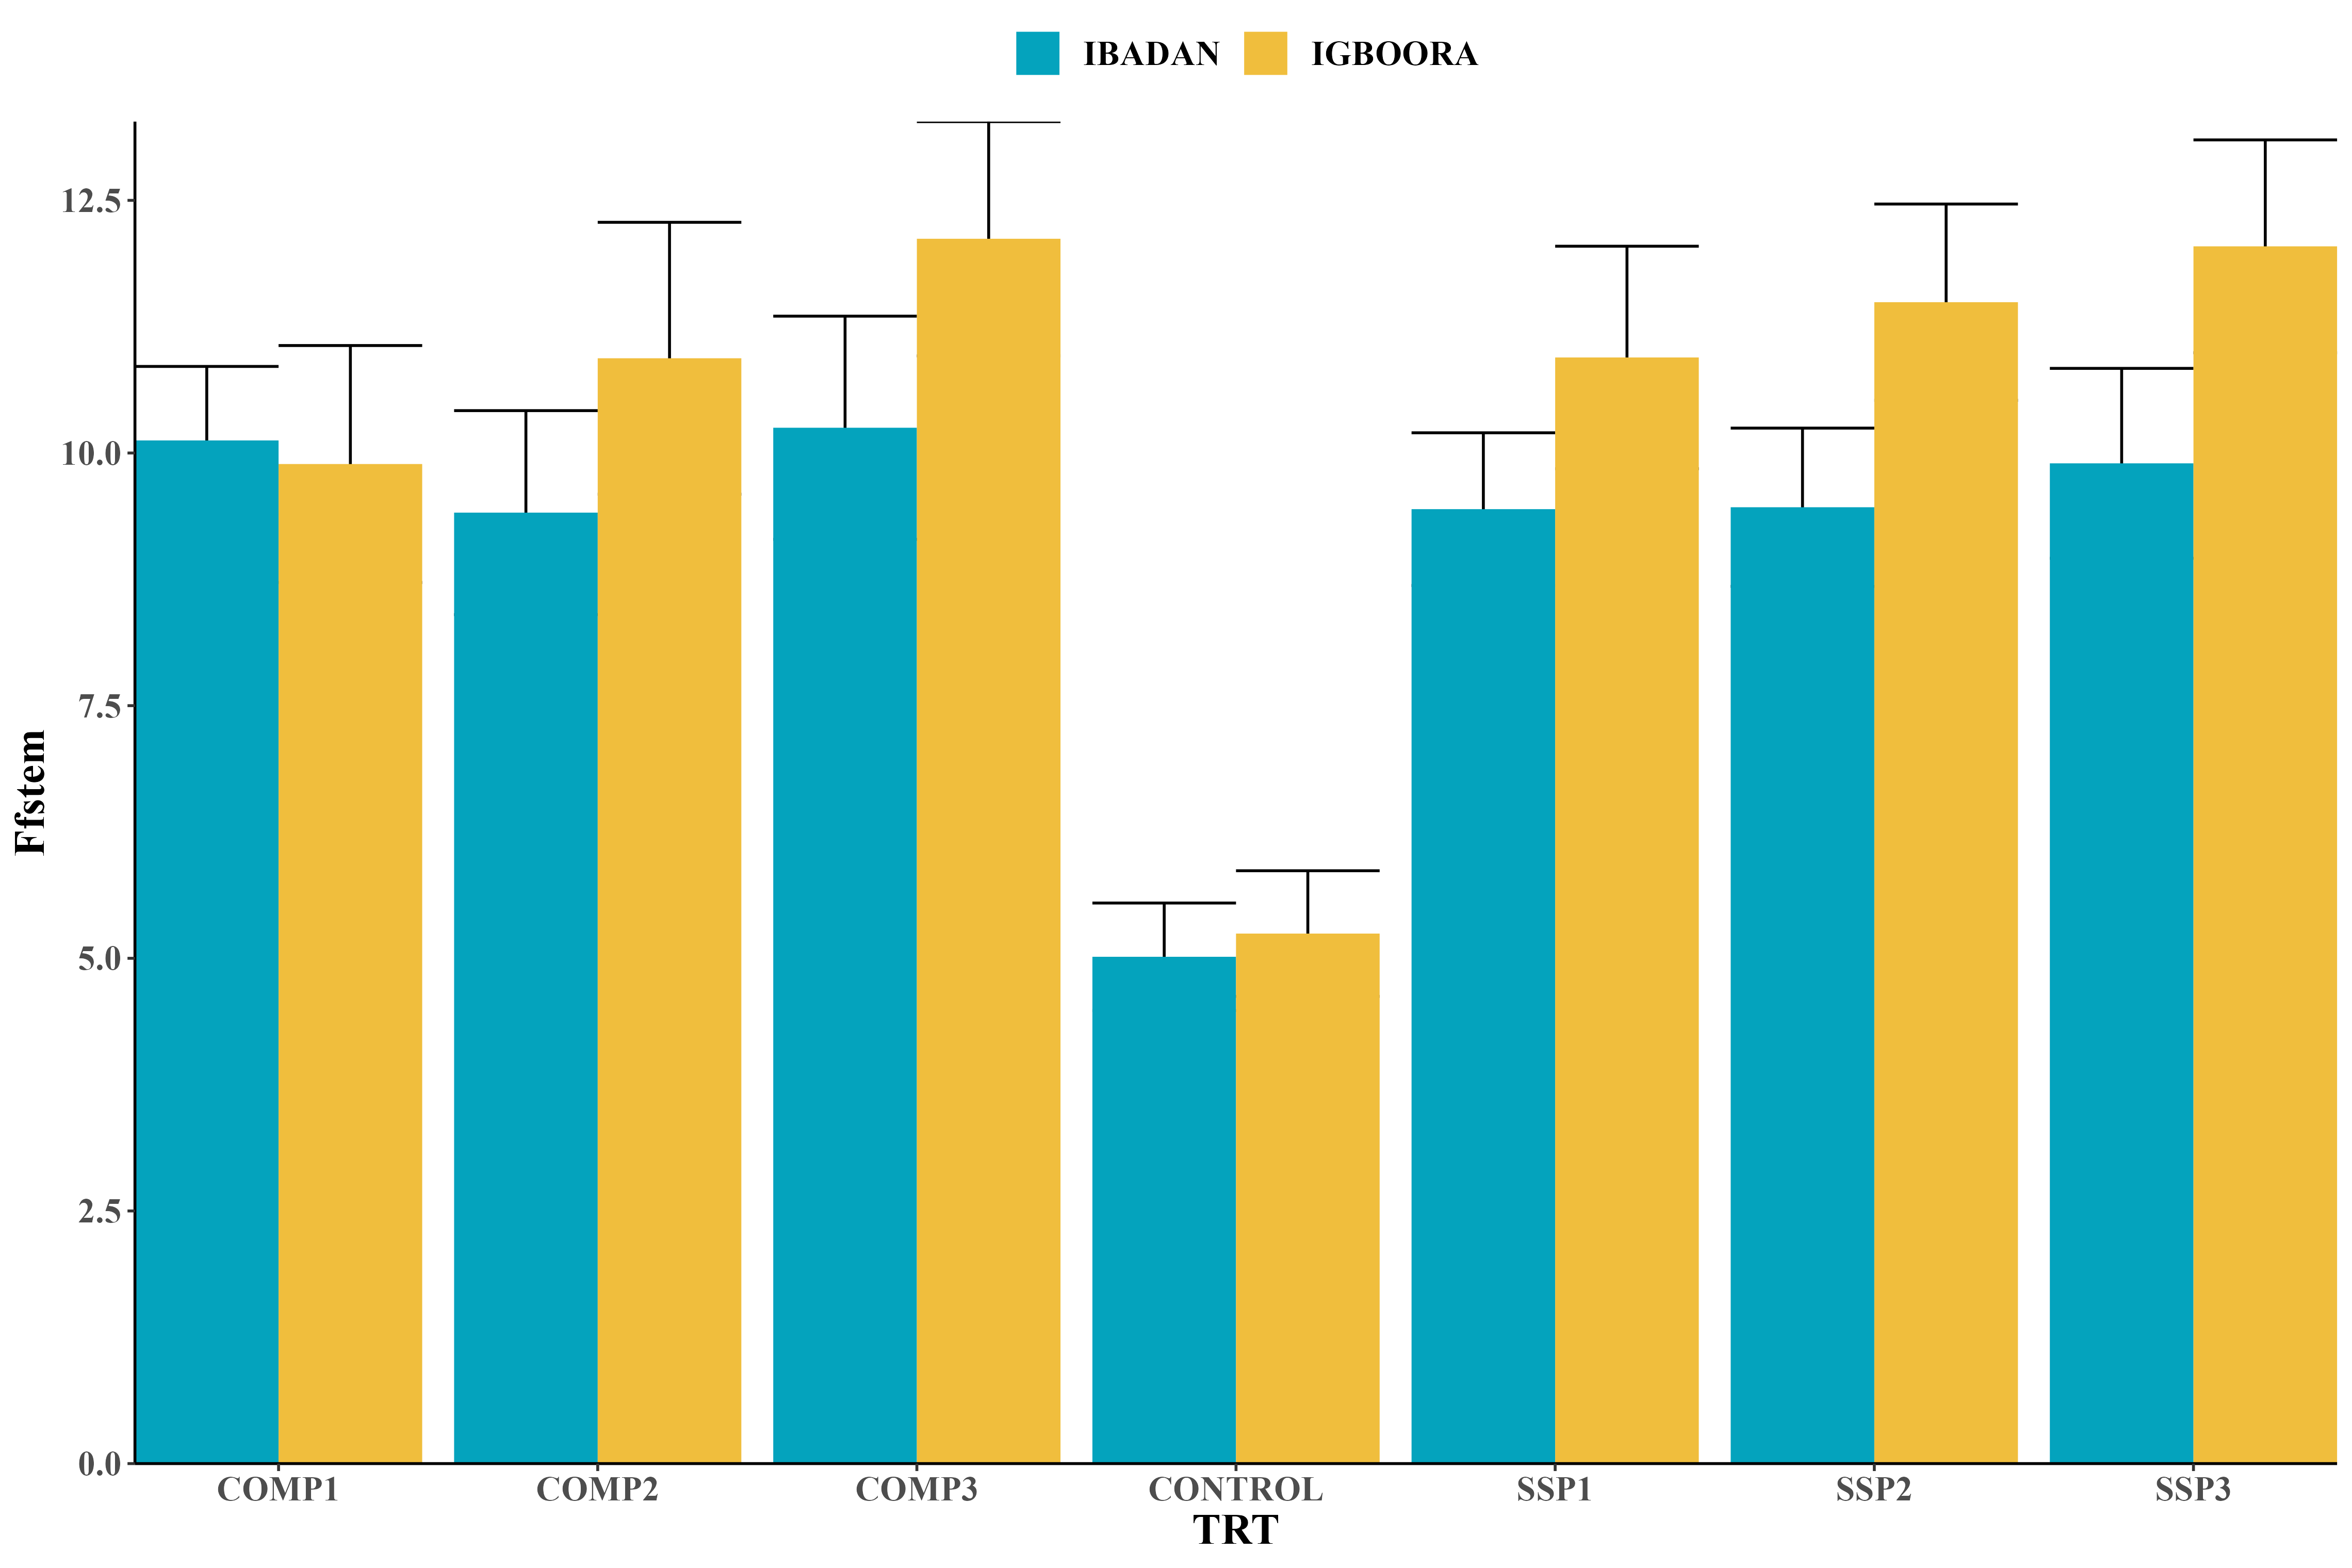 IBADAN IGBOORA
12.5
10.0
7.5
5.0
2.5
0.0
Ffstem
COMP1 COMP2 COMP3 CONTROL SSP1 SSP2 SSP3
TRT